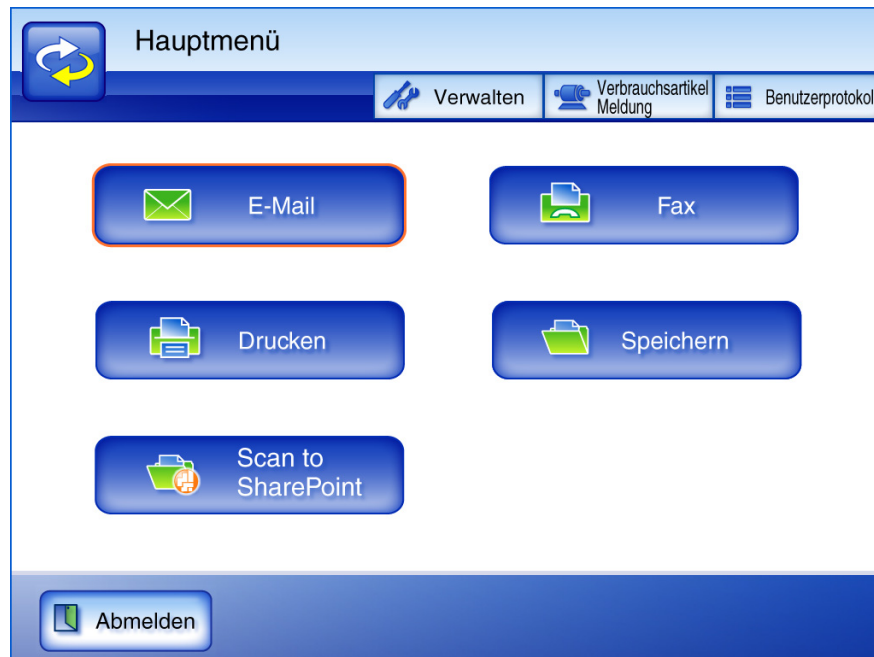 Hauptmenü
Verwalten
Verbrauchsartikel
Meldung
Benutzerprotokol
E-Mail
Fax
Drucken
Speichern
Scan to
SharePoint
Abmelden